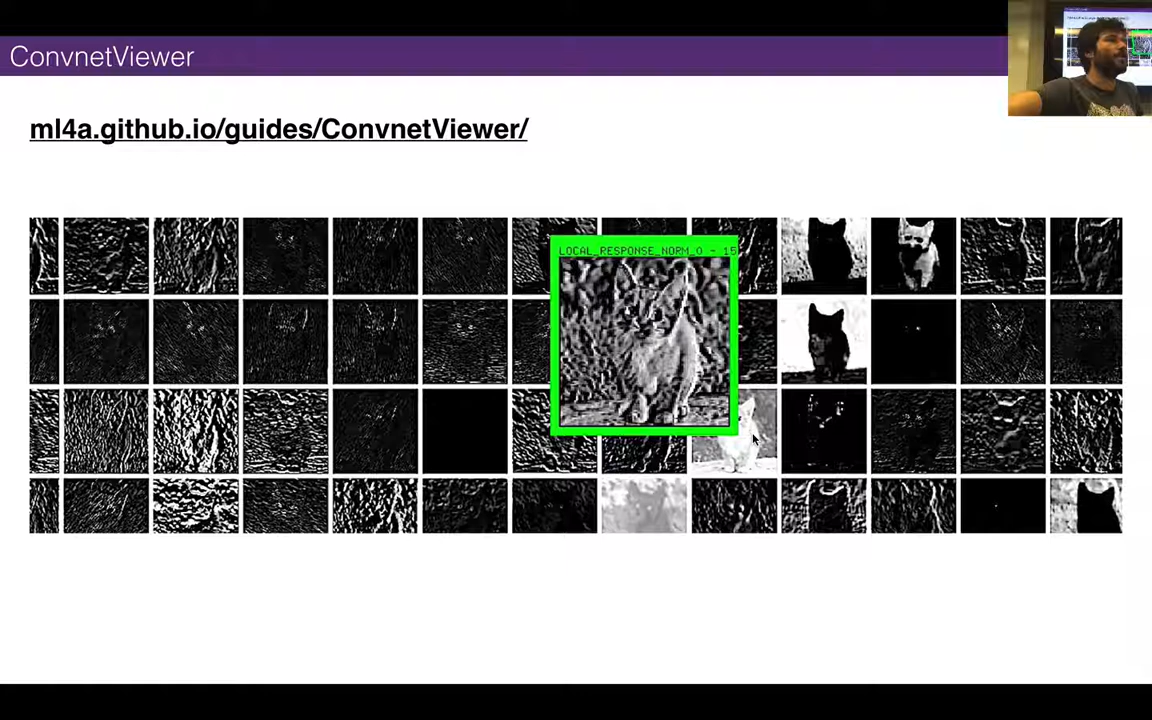 ConvnetViewer
ml4a.github.io/guides/ConvnetViewer/
LOCAL_RESPONSE_NORM_0 - 15